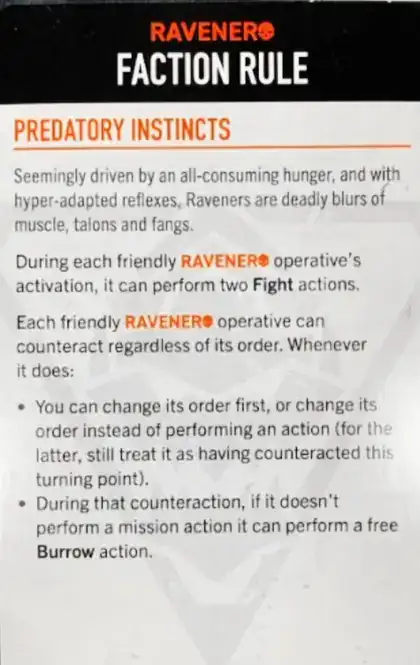 RAVENER
FACTION RULE
PREDATORY INSTINCTS
Seemingly driven by an all-consuming hunger, and with
hyper-adapted reflexes, Raveners are deadly blurs of
muscle, talons and fangs.
During each friendly RAVENER operative's
activation, it can perform two Fight actions.
Each friendly RAVENER operative can
counteract regardless of its order. Whenever
it does:
• You can change its order first, or change its
order instead of performing an action (for the
latter, still treat it as having counteracted this
turning point).
• During that counteraction, if it doesn't
perform a mission action it can perform a free
Burrow action.